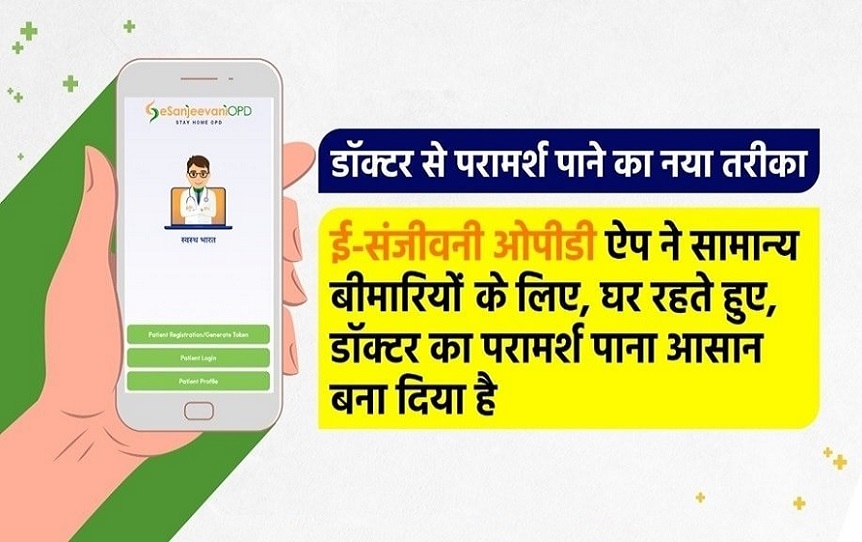 eSanjeevaniOPD
STAY HOME OPD
स्वस्थ भारत
Patient Registration/Generate Token
Patient Login
Patient Profile
डॉक्टर से परामर्श पाने का नया तरीका
ई-संजीवनी ओपीडी ऐप ने सामान्य
बीमारियों के लिए, घर रहते हुए,
डॉक्टर का परामर्श पाना आसान
बना दिया है